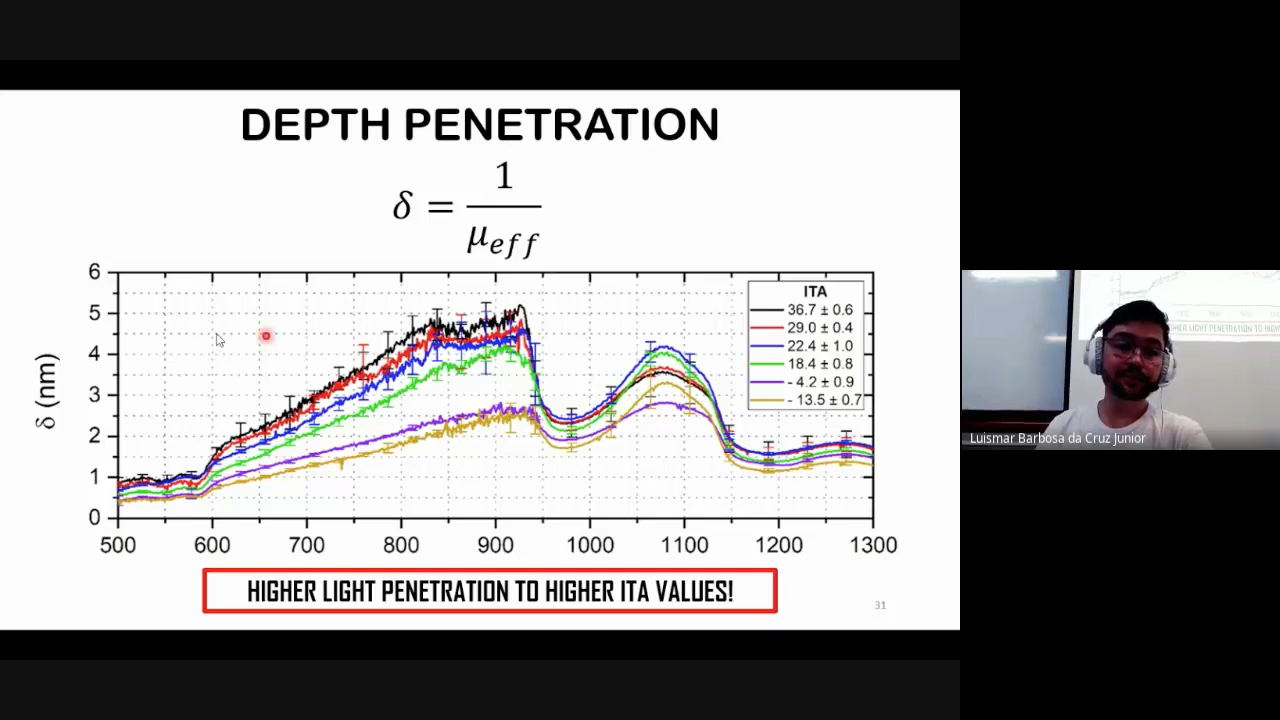 DEPTH PENETRATION
δ = 1
μeff
6
5
4
3
2
1
0
δ (nm)
500 600 700 800 900 1000 1100 1200 1300
ITA
36.7 ± 0.6
29.0 ± 0.4
22.4 ± 1.0
18.4 ± 0.8
- 4.2 ± 0.9
- 13.5 ± 0.7
HIGHER LIGHT PENETRATION TO HIGHER ITA VALUES!
31
Luismar Barbosa da Cruz Junior